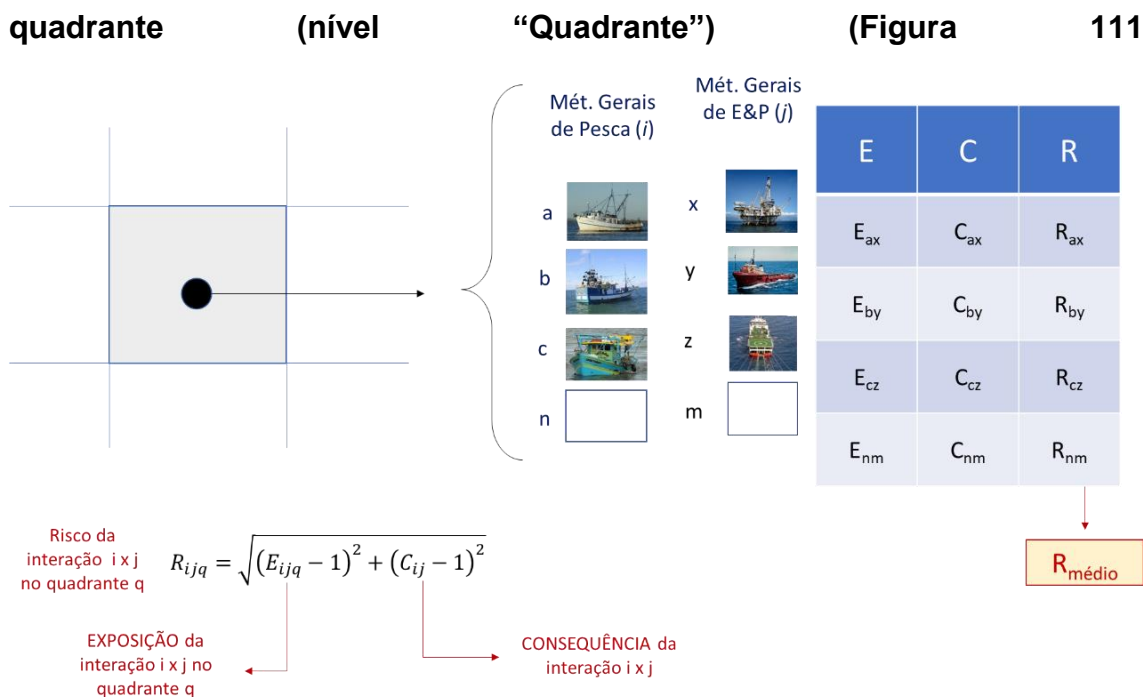 quadrante (nível “Quadrante”) (Figura 111
Mét. Gerais
de Pesca (i)
Mét. Gerais
de E&P (j)
a
x
b
y
c
z
n
m
E C R
E_ax C_ax R_ax
E_by C_by R_by
E_cz C_cz R_cz
E_nm C_nm R_nm
R_médio
Risco da
interação i x j
no quadrante q
R_ijq = √((E_ijq − 1)² + (C_ij − 1)²)
EXPOSIÇÃO da
interação i x j no
quadrante q
CONSEQUÊNCIA da
interação i x j